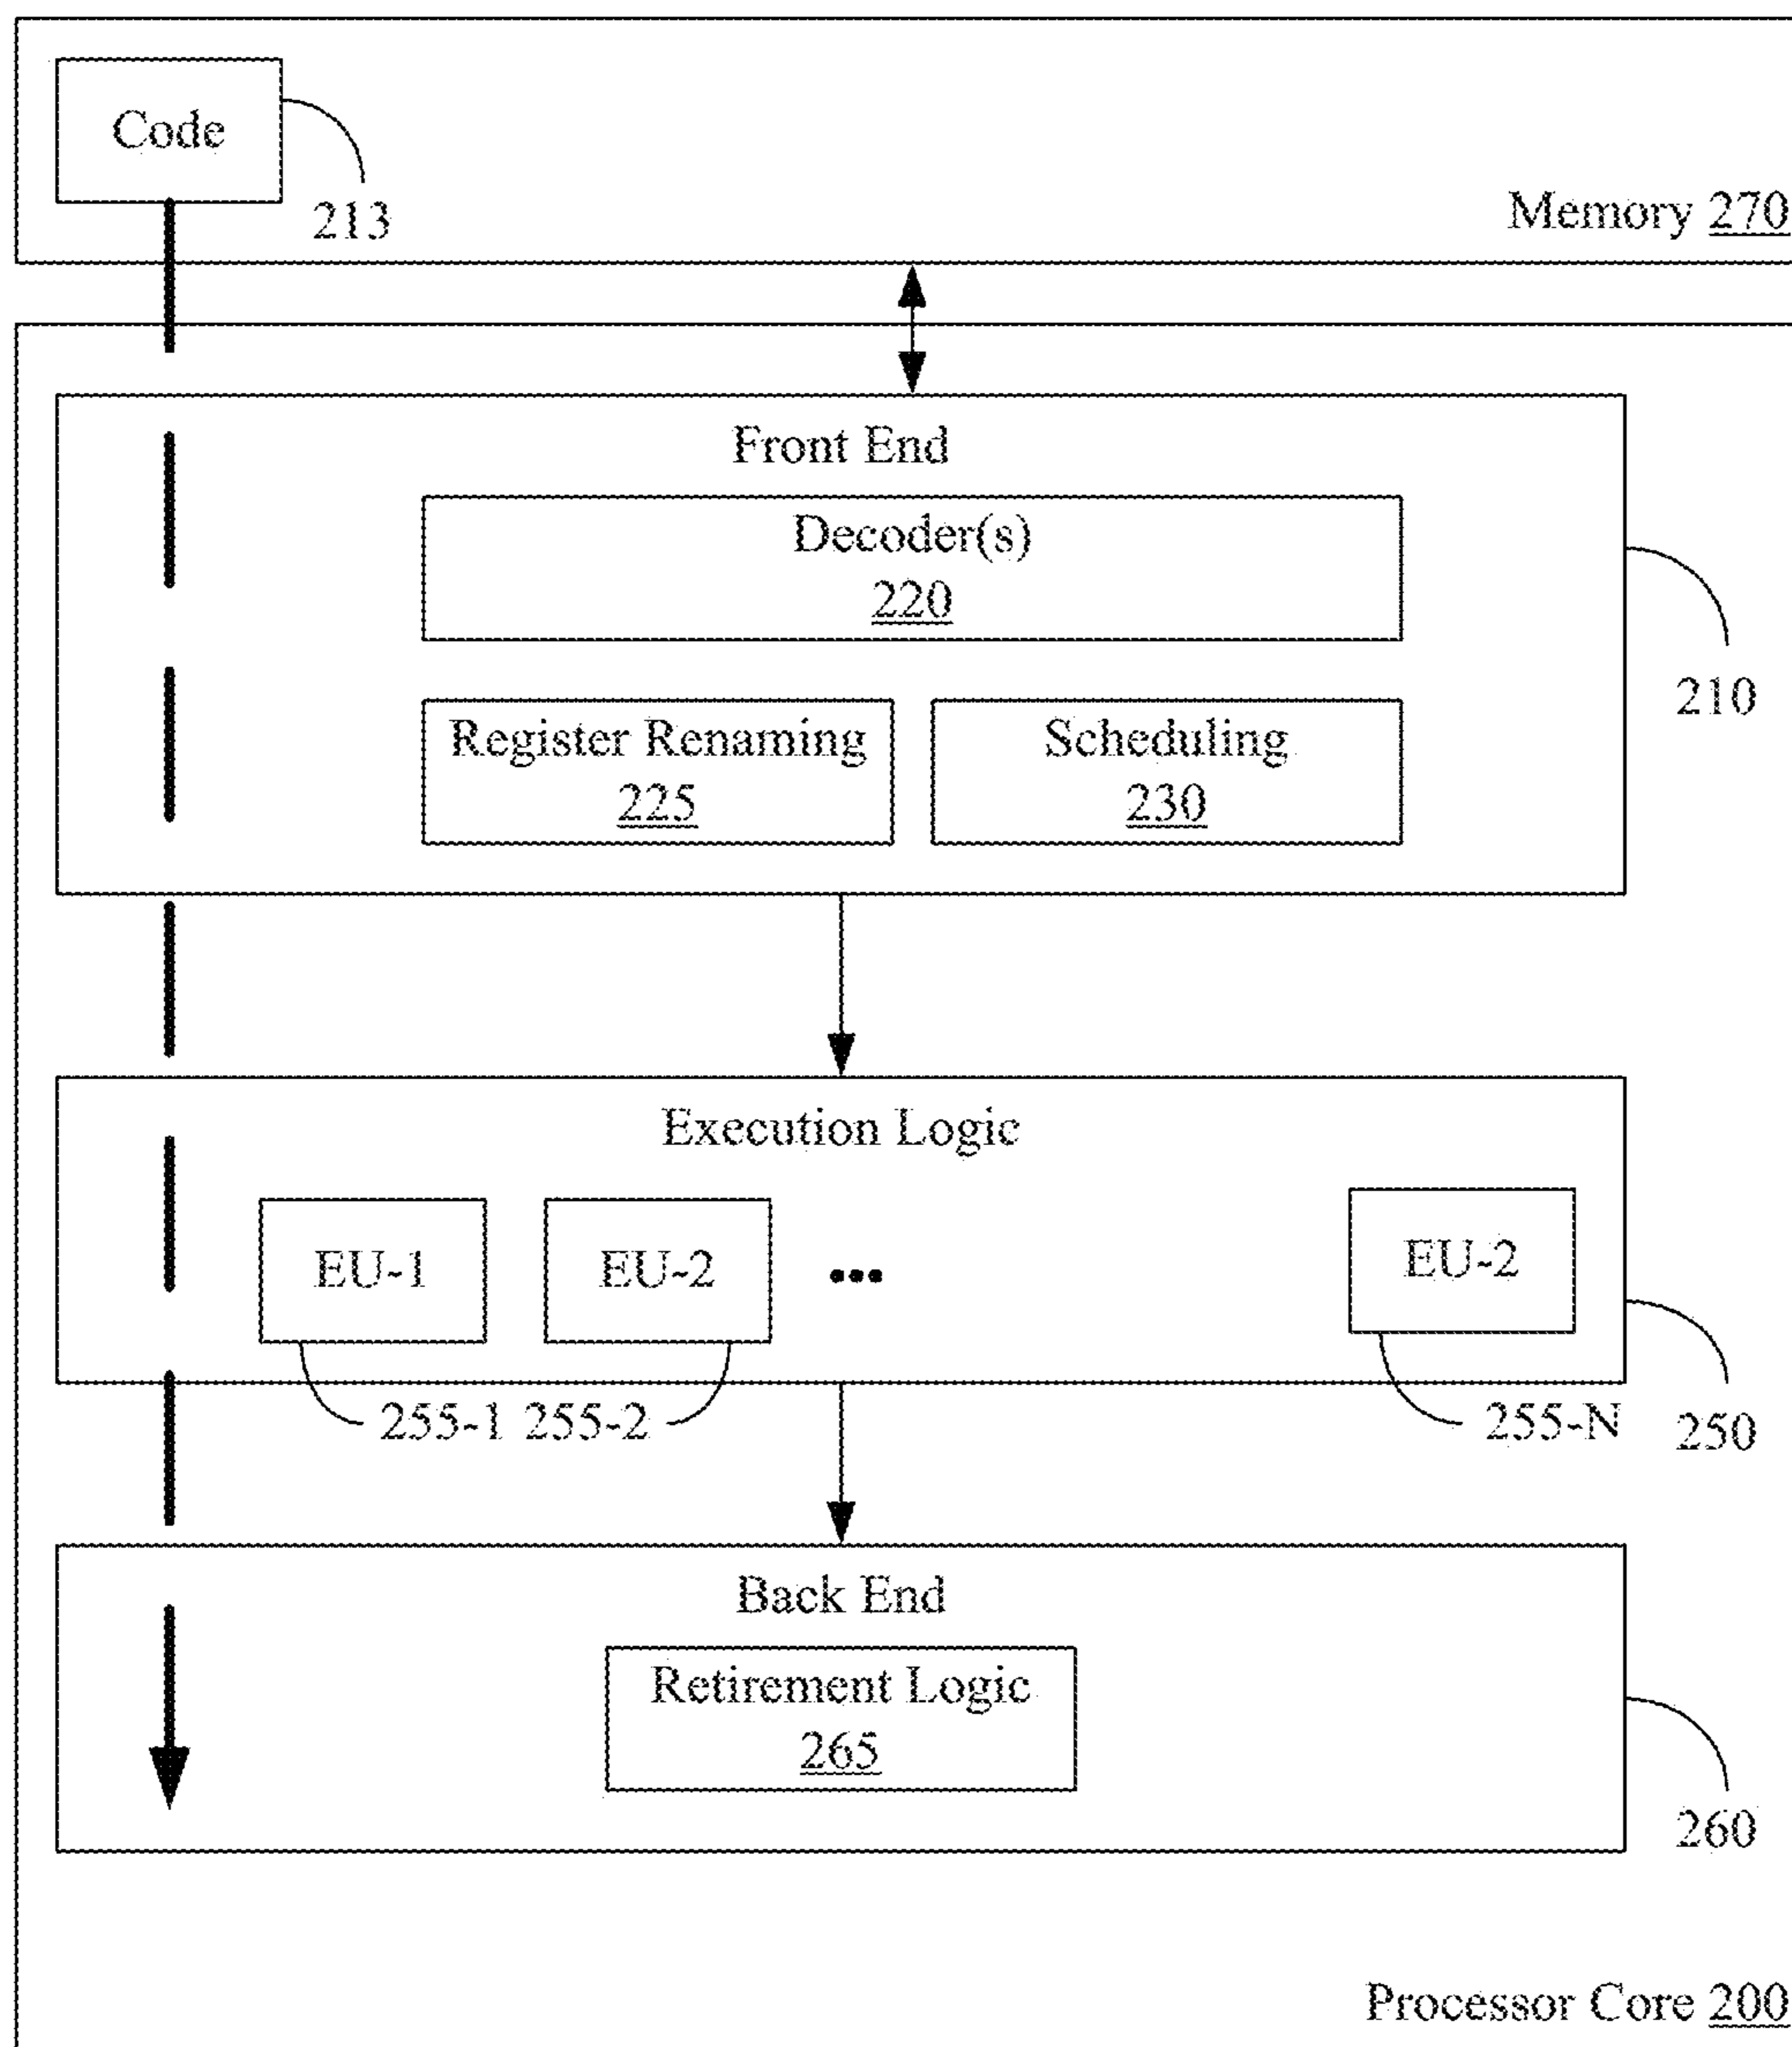 Code
213
Memory 270
Front End
Decoder(s)
220
210
Register Renaming
225
Scheduling
230
Execution Logic
EU-1
EU-2
•••
EU-2
255-1 255-2
255-N
250
Back End
Retirement Logic
265
260
Processor Core 200